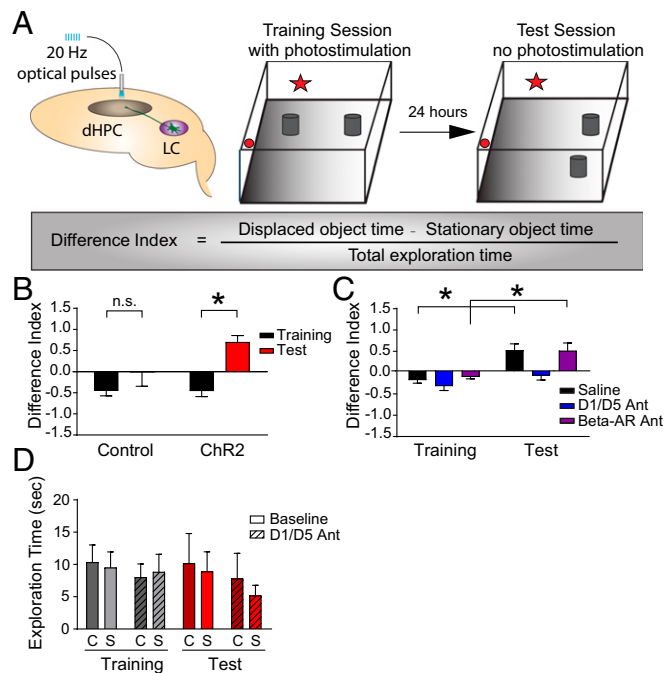 A
20 Hz
optical pulses
dHPC
LC
Training Session
with photostimulation
24 hours
Test Session
no photostimulation
Difference Index = Displaced object time - Stationary object time
Total exploration time
B
Difference Index
1.5
1.0
0.5
0.0
-0.5
-1.0
-1.5
n.s.
*
Training
Test
Control ChR2
C
Difference Index
1.5
1.0
0.5
0.0
-0.5
-1.0
-1.5
* *
Saline
D1/D5 Ant
Beta-AR Ant
Training Test
D
Exploration Time (sec)
20
15
10
5
0
Baseline
D1/D5 Ant
C S C S C S C S
Training Test